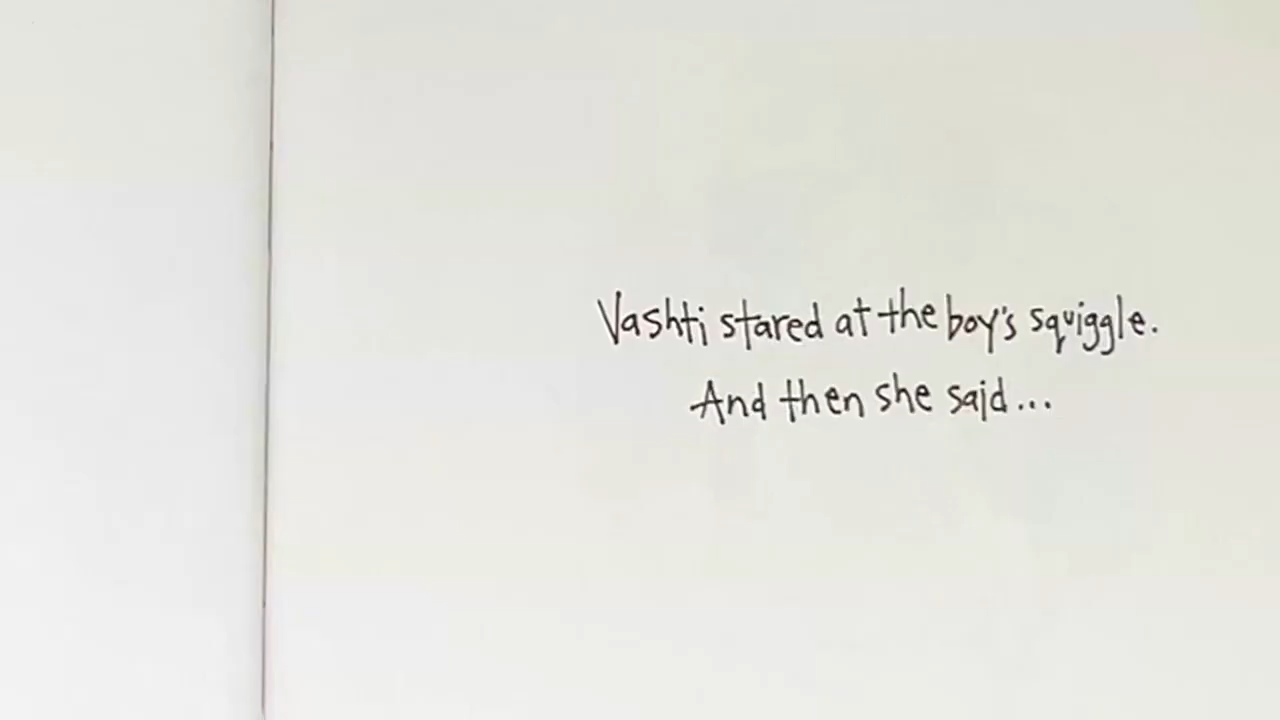 Vashti stared at the boy's squiggle.
And then she said...